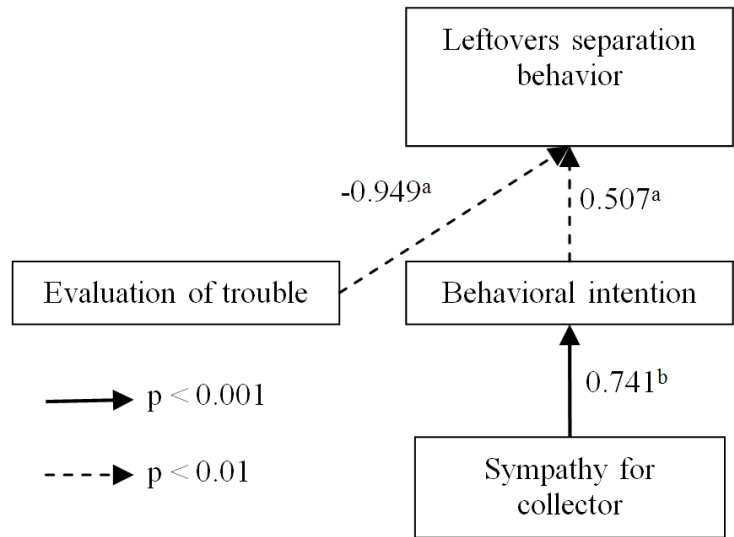 Leftovers separation
behavior
-0.949ᵃ
0.507ᵃ
Evaluation of trouble
Behavioral intention
p < 0.001
0.741ᵇ
p < 0.01
Sympathy for
collector